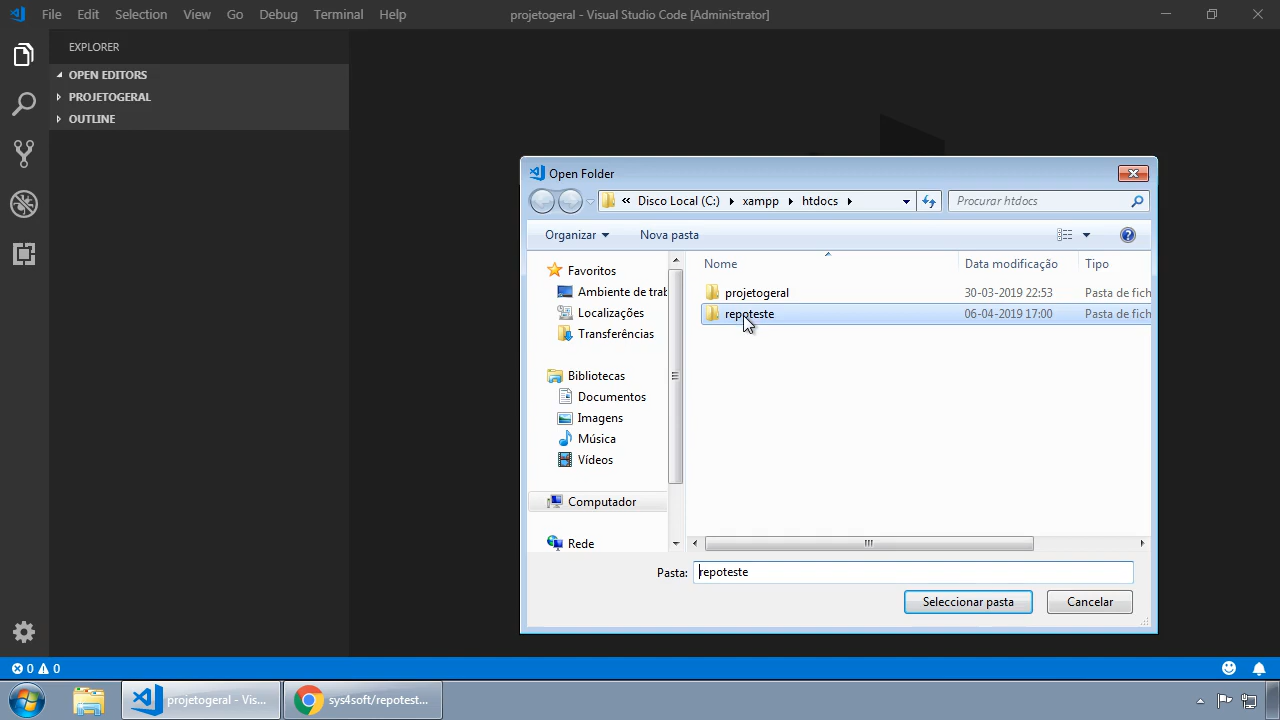 File Edit Selection View Go Debug Terminal Help projetogeral - Visual Studio Code [Administrator]
EXPLORER
OPEN EDITORS
PROJETOGERAL
OUTLINE
Open Folder
« Disco Local (C:) xampp htdocs Procurar htdocs
Organizar Nova pasta
Nome Data modificação Tipo
Favoritos
Ambiente de trab
Localizações
Transferências
Bibliotecas
Documentos
Imagens
Música
Vídeos
Computador
Rede
projetogeral 30-03-2019 22:53 Pasta de fich
repoteste 06-04-2019 17:00 Pasta de fich
Pasta: repoteste
Seleccionar pasta Cancelar
0 0
projetogeral - Vis... sys4soft/repotest...